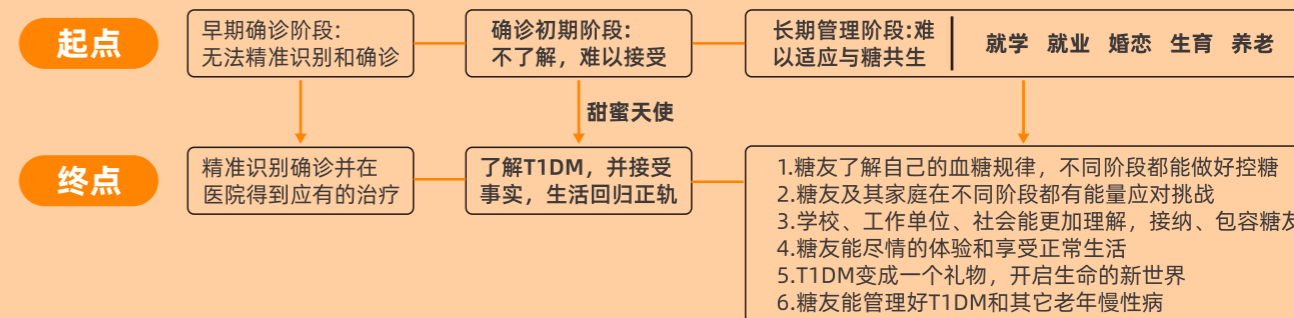 起点
早期确诊阶段：
无法精准识别和确诊
确诊初期阶段：
不了解，难以接受
长期管理阶段:难
以适应与糖共生
就学 就业 婚恋 生育 养老
甜蜜天使
终点
精准识别确诊并在
医院得到应有的治疗
了解T1DM，并接受
事实，生活回归正轨
1.糖友了解自己的血糖规律，不同阶段都能做好控糖
2.糖友及其家庭在不同阶段都有能量应对挑战
3.学校、工作单位、社会能更加理解，接纳、包容糖友
4.糖友能尽情的体验和享受正常生活
5.T1DM变成一个礼物，开启生命的新世界
6.糖友能管理好T1DM和其它老年慢性病